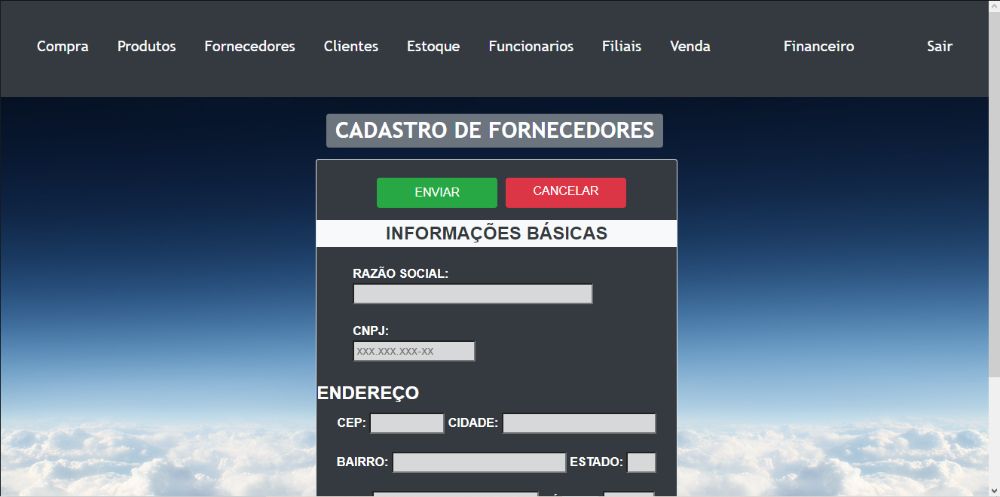 Compra Produtos Fornecedores Clientes Estoque Funcionarios Filiais Venda Financeiro Sair
CADASTRO DE FORNECEDORES
ENVIAR CANCELAR
INFORMAÇÕES BÁSICAS
RAZÃO SOCIAL:
CNPJ:
XXX.XXX.XXX-XX
ENDEREÇO
CEP: CIDADE:
BAIRRO: ESTADO: